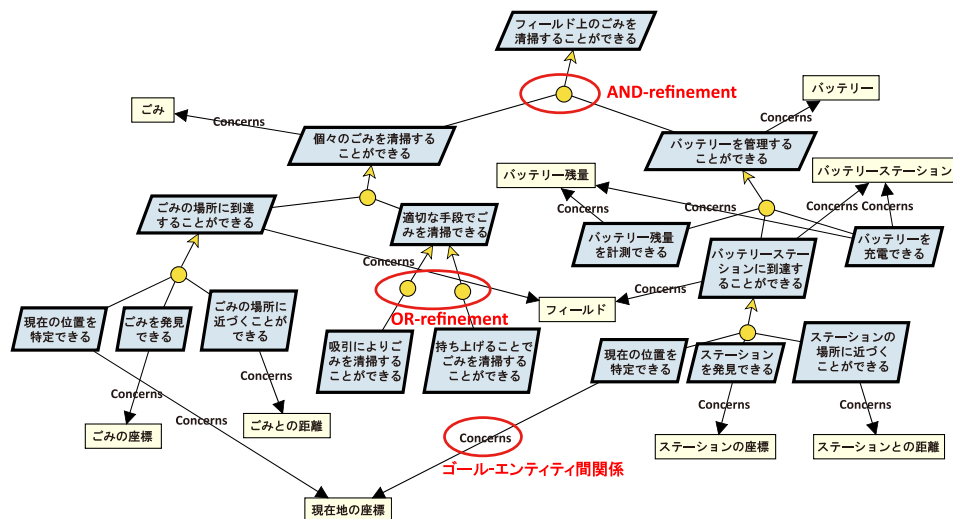 フィールド上のごみを
清掃することができる
AND-refinement
ごみ
Concerns
バッテリー
Concerns
個々のごみを清掃する
ことができる
バッテリーを管理する
ことができる
バッテリー残量
バッテリーステーション
Concerns
Concerns
Concerns
Concerns
ごみの場所に到達
することができる
適切な手段でご
みを清掃できる
バッテリー残量
を計測できる
バッテリーステー
ションに到達する
ことができる
バッテリーを
充電できる
Concerns
Concerns
現在の位置を
特定できる
ごみを発見
できる
ごみの場所に
近づくことが
できる
フィールド
OR-refinement
吸引によりご
みを清掃する
ことができる
持ち上げることで
ごみを清掃するこ
とができる
現在の位置を
特定できる
ステーション
を発見できる
ステーションの
場所に近づく
ことができる
Concerns
Concerns
Concerns
Concerns
Concerns
ごみの座標
ごみとの距離
Concerns
ステーションの座標
ステーションとの距離
ゴール-エンティティ間関係
現在地の座標